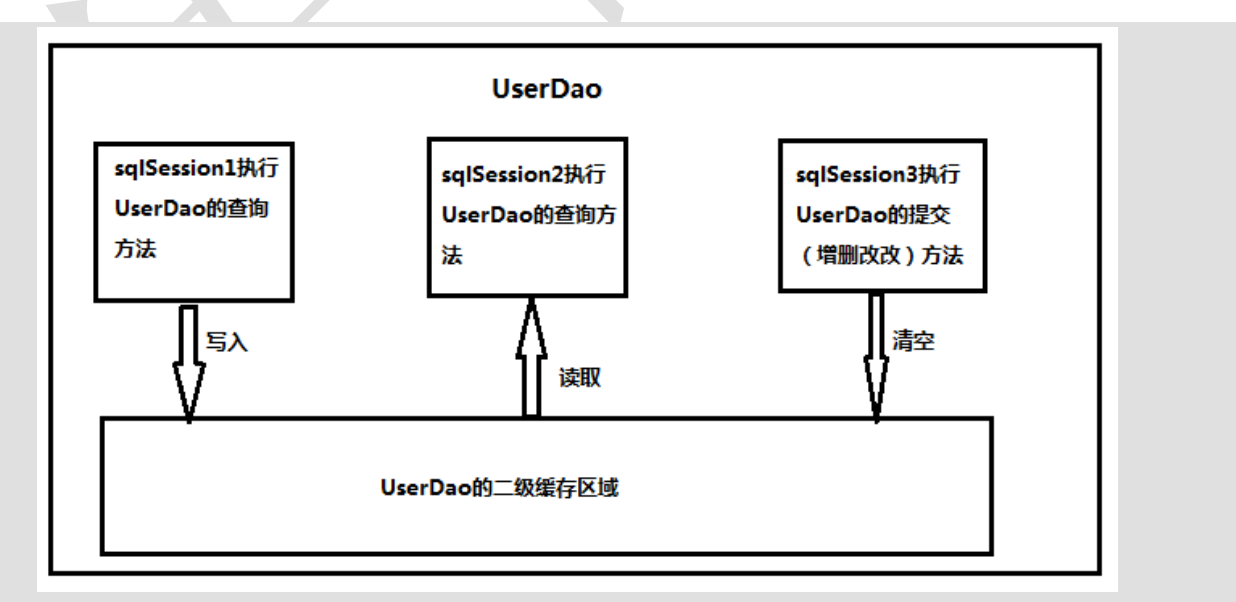 UserDao
sqlSession1执行
UserDao的查询
方法
sqlSession2执行
UserDao的查询方
法
sqlSession3执行
UserDao的提交
（增删改改）方法
写入
读取
清空
UserDao的二级缓存区域